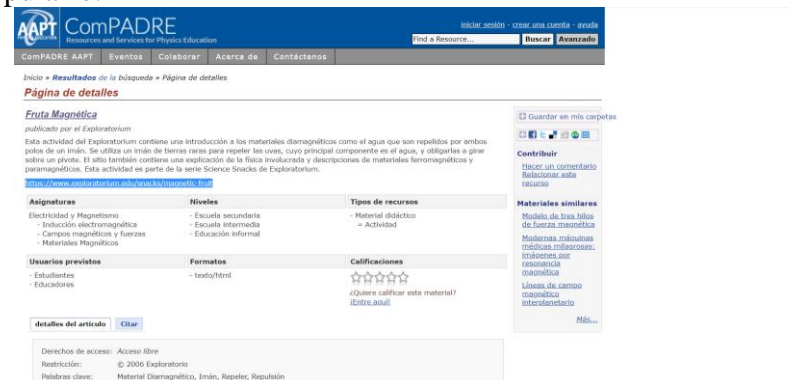 AAPT ComPADRE
Resources and Services for Physics Education
iniciar sesión - crear una cuenta - ayuda
Find a Resource... Buscar Avanzado
ComPADRE AAPT Eventos Colaborar Acerca de Contáctenos
Inicio » Resultados de la búsqueda » Página de detalles
Página de detalles
Fruta Magnética
publicado por el Exploratorium
Esta actividad del Exploratorium contiene una introducción a los materiales diamagnéticos como el agua que son repelidos por ambos
polos de un imán. Se utiliza un imán de tierras raras para repeler las uvas, cuyo principal componente es el agua, y obligarlas a girar
sobre un pivote. El sitio también contiene una explicación de la física involucrada y descripciones de materiales ferromagnéticos y
paramagnéticos. Esta actividad es parte de la serie Science Snacks de Exploratorium.
https://www.exploratorium.edu/snacks/magnetic-fruit
Asignaturas Niveles Tipos de recursos
Electricidad y Magnetismo - Escuela secundaria - Material didáctico
- Inducción electromagnética - Escuela intermedia = Actividad
- Campos magnéticos y fuerzas - Educación informal
- Materiales Magnéticos
Usuarios previstos Formatos Calificaciones
- Estudiantes - texto/html
- Educadores
¿Quiere calificar este material?
¡Entre aquí!
detalles del artículo Citar
Derechos de acceso: Acceso libre
Restricción: © 2006 Exploratorio
Palabras clave: Material Diamagnético, Imán, Repeler, Repulsión
Guardar en mis carpetas
Contribuir
Hacer un comentario
Relacionar este
recurso
Materiales similares
Modelo de tres hilos
de fuerza magnética
Modernas máquinas
médicas milagrosas:
imágenes por
resonancia
magnética
Líneas de campo
magnético
interplanetario
Más...